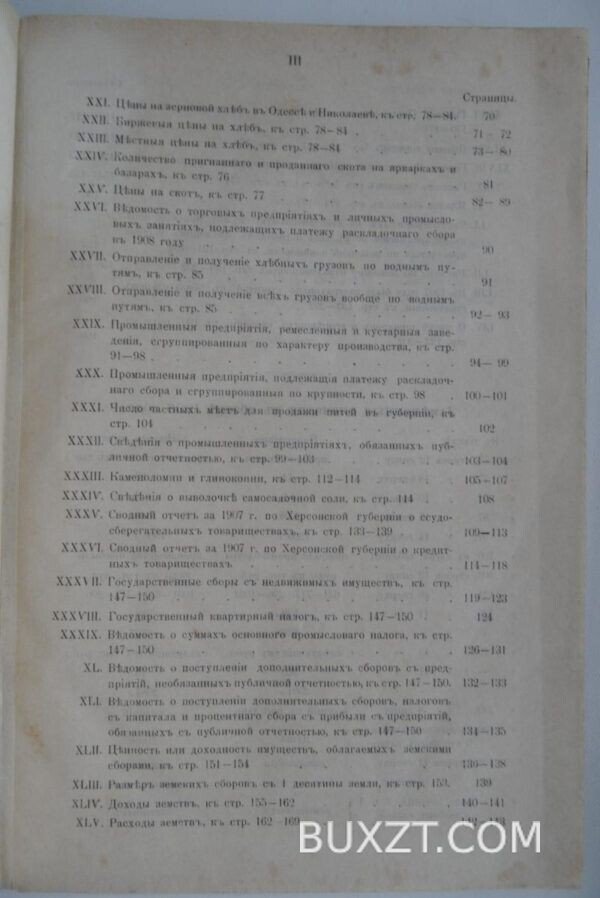 III
Страницы.
XXI. Цѣны на зерновой хлѣбъ въ Одессѣ и Николаевѣ, къ стр. 78—84. 70
XXII. Биржевыя цѣны на хлѣбъ, къ стр. 78—84 . . . . 71— 72
XXIII. Мѣстныя цѣны на хлѣбъ, къ стр. 78—84 . . . . 73— 80
XXIV. Количество пригнаннаго и проданнаго скота на ярмаркахъ и
базарахъ, къ стр. 76 . . . . 81
XXV. Цѣны на скотъ, къ стр. 77 . . . . 82— 89
XXVI. Вѣдомость о торговыхъ предпріятіяхъ и личныхъ промысло-
выхъ занятіяхъ, подлежащихъ платежу раскладочнаго сбора
въ 1908 году . . . . 90
XXVII. Отправленіе и полученіе хлѣбныхъ грузовъ по воднымъ пу-
тямъ, къ стр. 85 . . . . 91
XXVIII. Отправленіе и полученіе всѣхъ грузовъ вообще по воднымъ
путямъ, къ стр. 85 . . . . 92— 93
XXIX. Промышленныя предпріятія, ремесленныя и кустарныя заве-
денія, сгруппированныя по характеру производства, къ стр.
91—98 . . . . 94— 99
XXX. Промышленныя предпріятія, подлежащія платежу раскладоч-
наго сбора и сгруппированныя по крупности, къ стр. 98 . 100—101
XXXI. Число частныхъ мѣстъ для продажи питей въ губерніи, къ
стр. 104 . . . . 102
XXXII. Свѣдѣнія о промышленныхъ предпріятіяхъ, обязанныхъ пуб-
личной отчетностью, къ стр. 99—103 . . . . 103—104
XXXIII. Каменоломни и глинокопни, къ стр. 112—114 . . . . 105—107
XXXIV. Свѣдѣнія о выволочкѣ самосадочной соли, къ стр. 114 . . 108
XXXV. Сводный отчетъ за 1907 г. по Херсонской губерніи о ссудо-
сберегательныхъ товариществахъ, къ стр. 133—139 . . . 109—113
XXXVI. Сводный отчетъ за 1907 г. по Херсонской губерніи о кредит-
ныхъ товариществахъ . . . . 114—118
XXXVII. Государственные сборы съ недвижимыхъ имуществъ, къ стр.
147—150 . . . . 119—123
XXXVIII. Государственный квартирный налогъ, къ стр. 147—150 . . 124
XXXIX. Вѣдомость о суммахъ основного промысловаго налога, къ стр.
147—150 . . . . 126—131
XL. Вѣдомость о поступленіи дополнительныхъ сборовъ съ пред-
пріятій, необязанныхъ публичной отчетностью, къ стр. 147—150. 132—133
XLI. Вѣдомость о поступленіи дополнительныхъ сборовъ, налоговъ
съ капитала и процентнаго сбора съ прибыли съ предпріятій,
обязанныхъ съ публичной отчетностью, къ стр. 147—150 . 134—135
XLII. Цѣнность или доходность имуществъ, облагаемыхъ земскими
сборами, къ стр. 151—154 . . . . 136—138
XLIII. Размѣръ земскихъ сборовъ съ 1 десятины земли, къ стр. 153. 139
XLIV. Доходы земствъ, къ стр. 155—162 . . . . 140—141
XLV. Расходы земствъ, къ стр. 162—169
BUXZT.COM